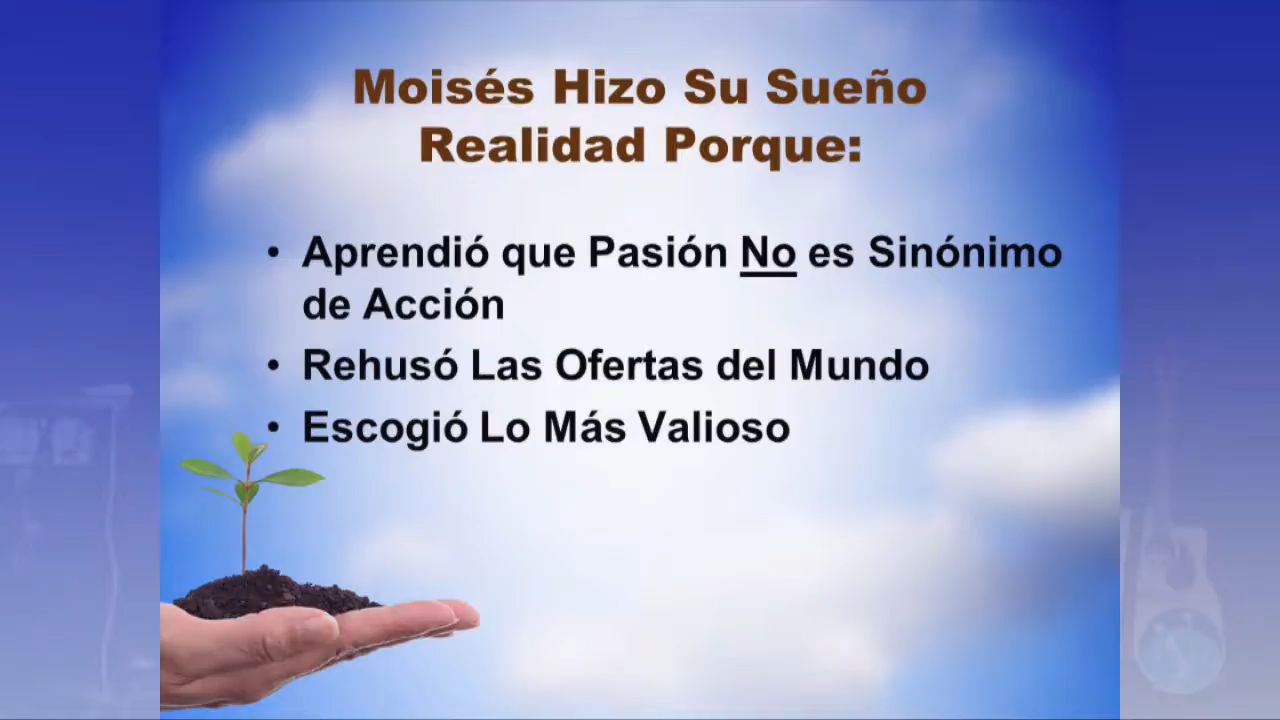 Moisés Hizo Su Sueño
Realidad Porque:
• Aprendió que Pasión No es Sinónimo
de Acción
• Rehusó Las Ofertas del Mundo
• Escogió Lo Más Valioso